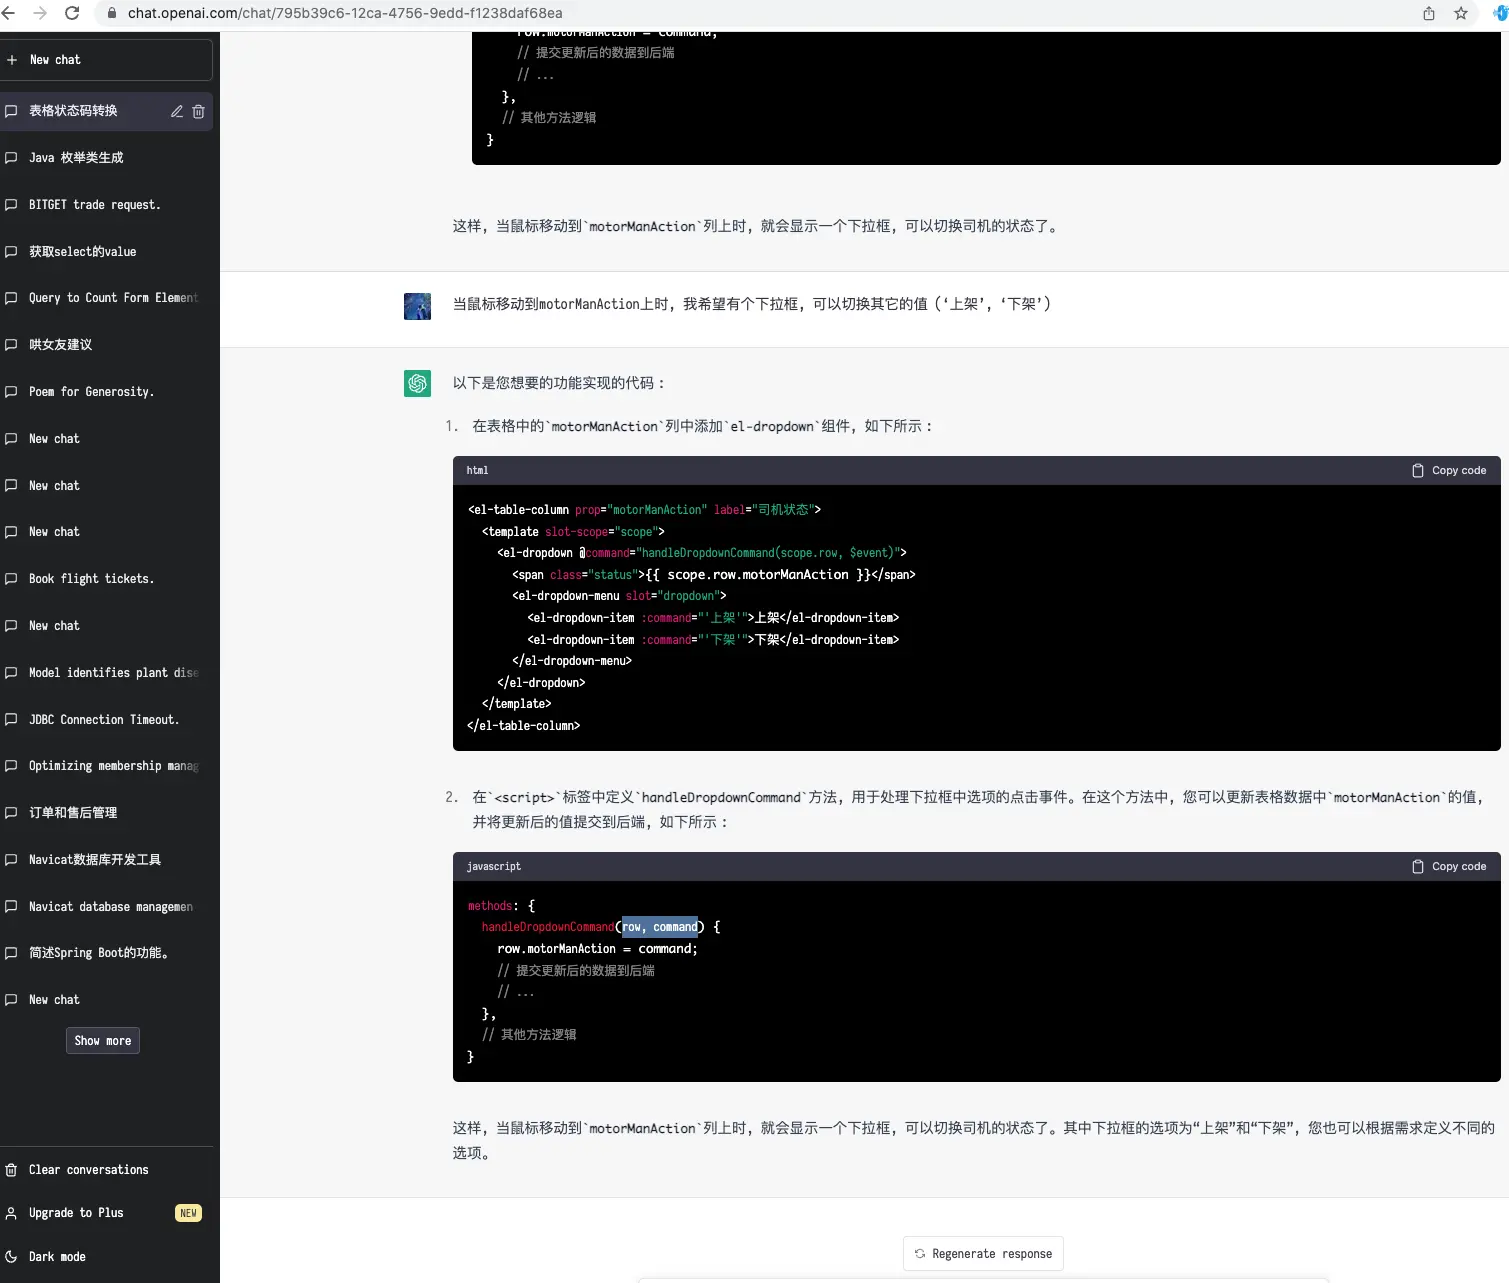 chat.openai.com/chat/795b39c6-12ca-4756-9edd-f1238daf68ea
New chat
表格状态码转换
Java 枚举类生成
BITGET trade request.
获取select的value
Query to Count Form Element
哄女友建议
Poem for Generosity.
New chat
New chat
New chat
Book flight tickets.
New chat
Model identifies plant dise
JDBC Connection Timeout.
Optimizing membership manag
订单和售后管理
Navicat数据库开发工具
Navicat database managemen
简述Spring Boot的功能。
New chat
Show more
Clear conversations
Upgrade to Plus NEW
Dark mode
row.motorManAction = command;
// 提交更新后的数据到后端
// ...
},
// 其他方法逻辑
}
这样，当鼠标移动到`motorManAction`列上时，就会显示一个下拉框，可以切换司机的状态了。
当鼠标移动到motorManAction上时，我希望有个下拉框，可以切换其它的值（‘上架’，‘下架’）
以下是您想要的功能实现的代码：
1. 在表格中的`motorManAction`列中添加`el-dropdown`组件，如下所示：
html Copy code
<el-table-column prop="motorManAction" label="司机状态">
<template slot-scope="scope">
<el-dropdown @command="handleDropdownCommand(scope.row, $event)">
<span class="status">{{ scope.row.motorManAction }}</span>
<el-dropdown-menu slot="dropdown">
<el-dropdown-item :command="'上架'">上架</el-dropdown-item>
<el-dropdown-item :command="'下架'">下架</el-dropdown-item>
</el-dropdown-menu>
</el-dropdown>
</template>
</el-table-column>
2. 在`<script>`标签中定义`handleDropdownCommand`方法，用于处理下拉框中选项的点击事件。在这个方法中，您可以更新表格数据中`motorManAction`的值，
并将更新后的值提交到后端，如下所示：
javascript Copy code
methods: {
handleDropdownCommand(row, command) {
row.motorManAction = command;
// 提交更新后的数据到后端
// ...
},
// 其他方法逻辑
}
这样，当鼠标移动到`motorManAction`列上时，就会显示一个下拉框，可以切换司机的状态了。其中下拉框的选项为“上架”和“下架”，您也可以根据需求定义不同的
选项。
Regenerate response